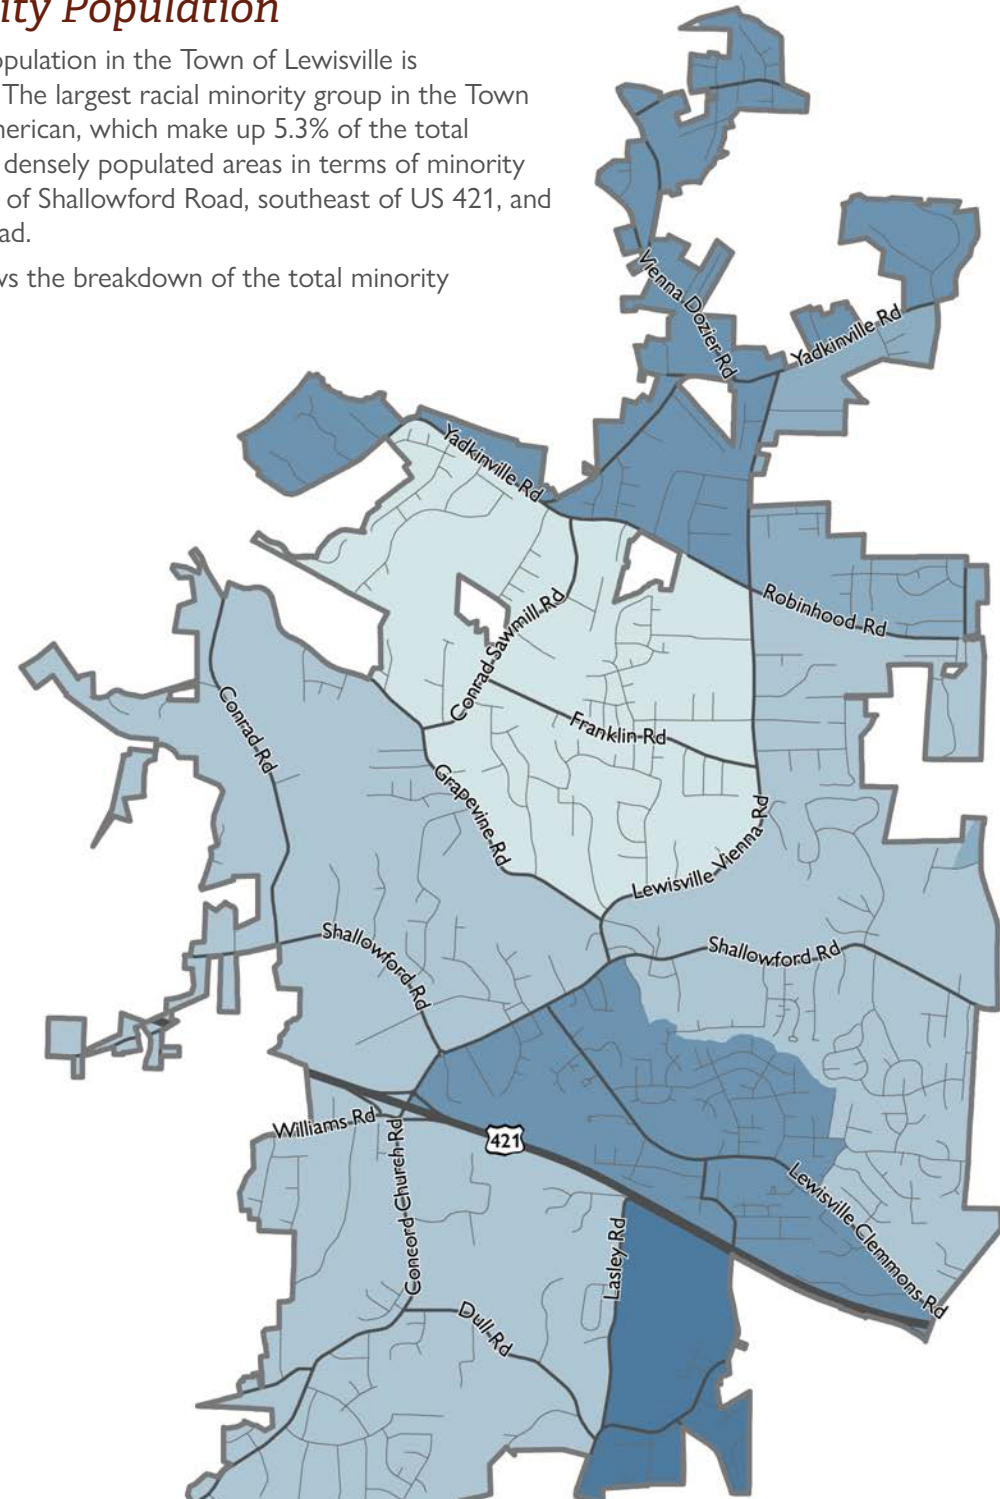 ity Population
opulation in the Town of Lewisville is
The largest racial minority group in the Town
merican, which make up 5.3% of the total
densely populated areas in terms of minority
of Shallowford Road, southeast of US 421, and
ad.
ws the breakdown of the total minority
Vienna Dozier Rd
Yadkinville Rd
Yadkinville Rd
Robinhood Rd
Conrad Sawmill Rd
Conrad Rd
Franklin Rd
Grapevine Rd
Lewisville Vienna Rd
Shallowford Rd
Shallowford Rd
Williams Rd
421
Concord Church Rd
Lewisville Clemmons Rd
Lasley Rd
Dull Rd